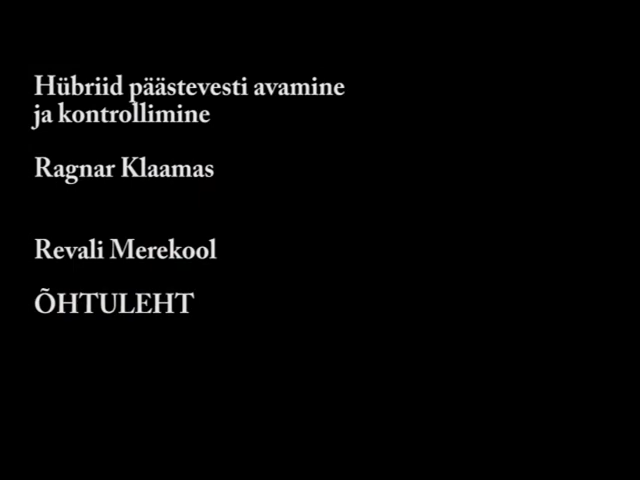 Hübriid päästevesti avamine
ja kontrollimine
Ragnar Klaamas
Revali Merekool
ÕHTULEHT